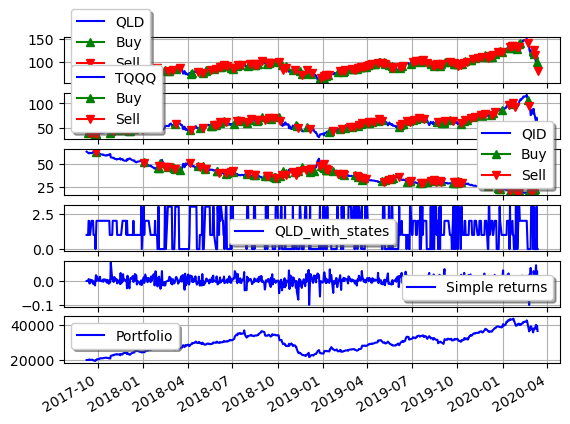 QLD
Buy
Sell
150
100
TQQQ
Buy
Sell
100
50
QID
Buy
Sell
50
25
2.5
0.0
QLD_with_states
0.0
−0.1
Simple returns
40000
20000
Portfolio
2017-10
2018-01
2018-04
2018-07
2018-10
2019-01
2019-04
2019-07
2019-10
2020-01
2020-04